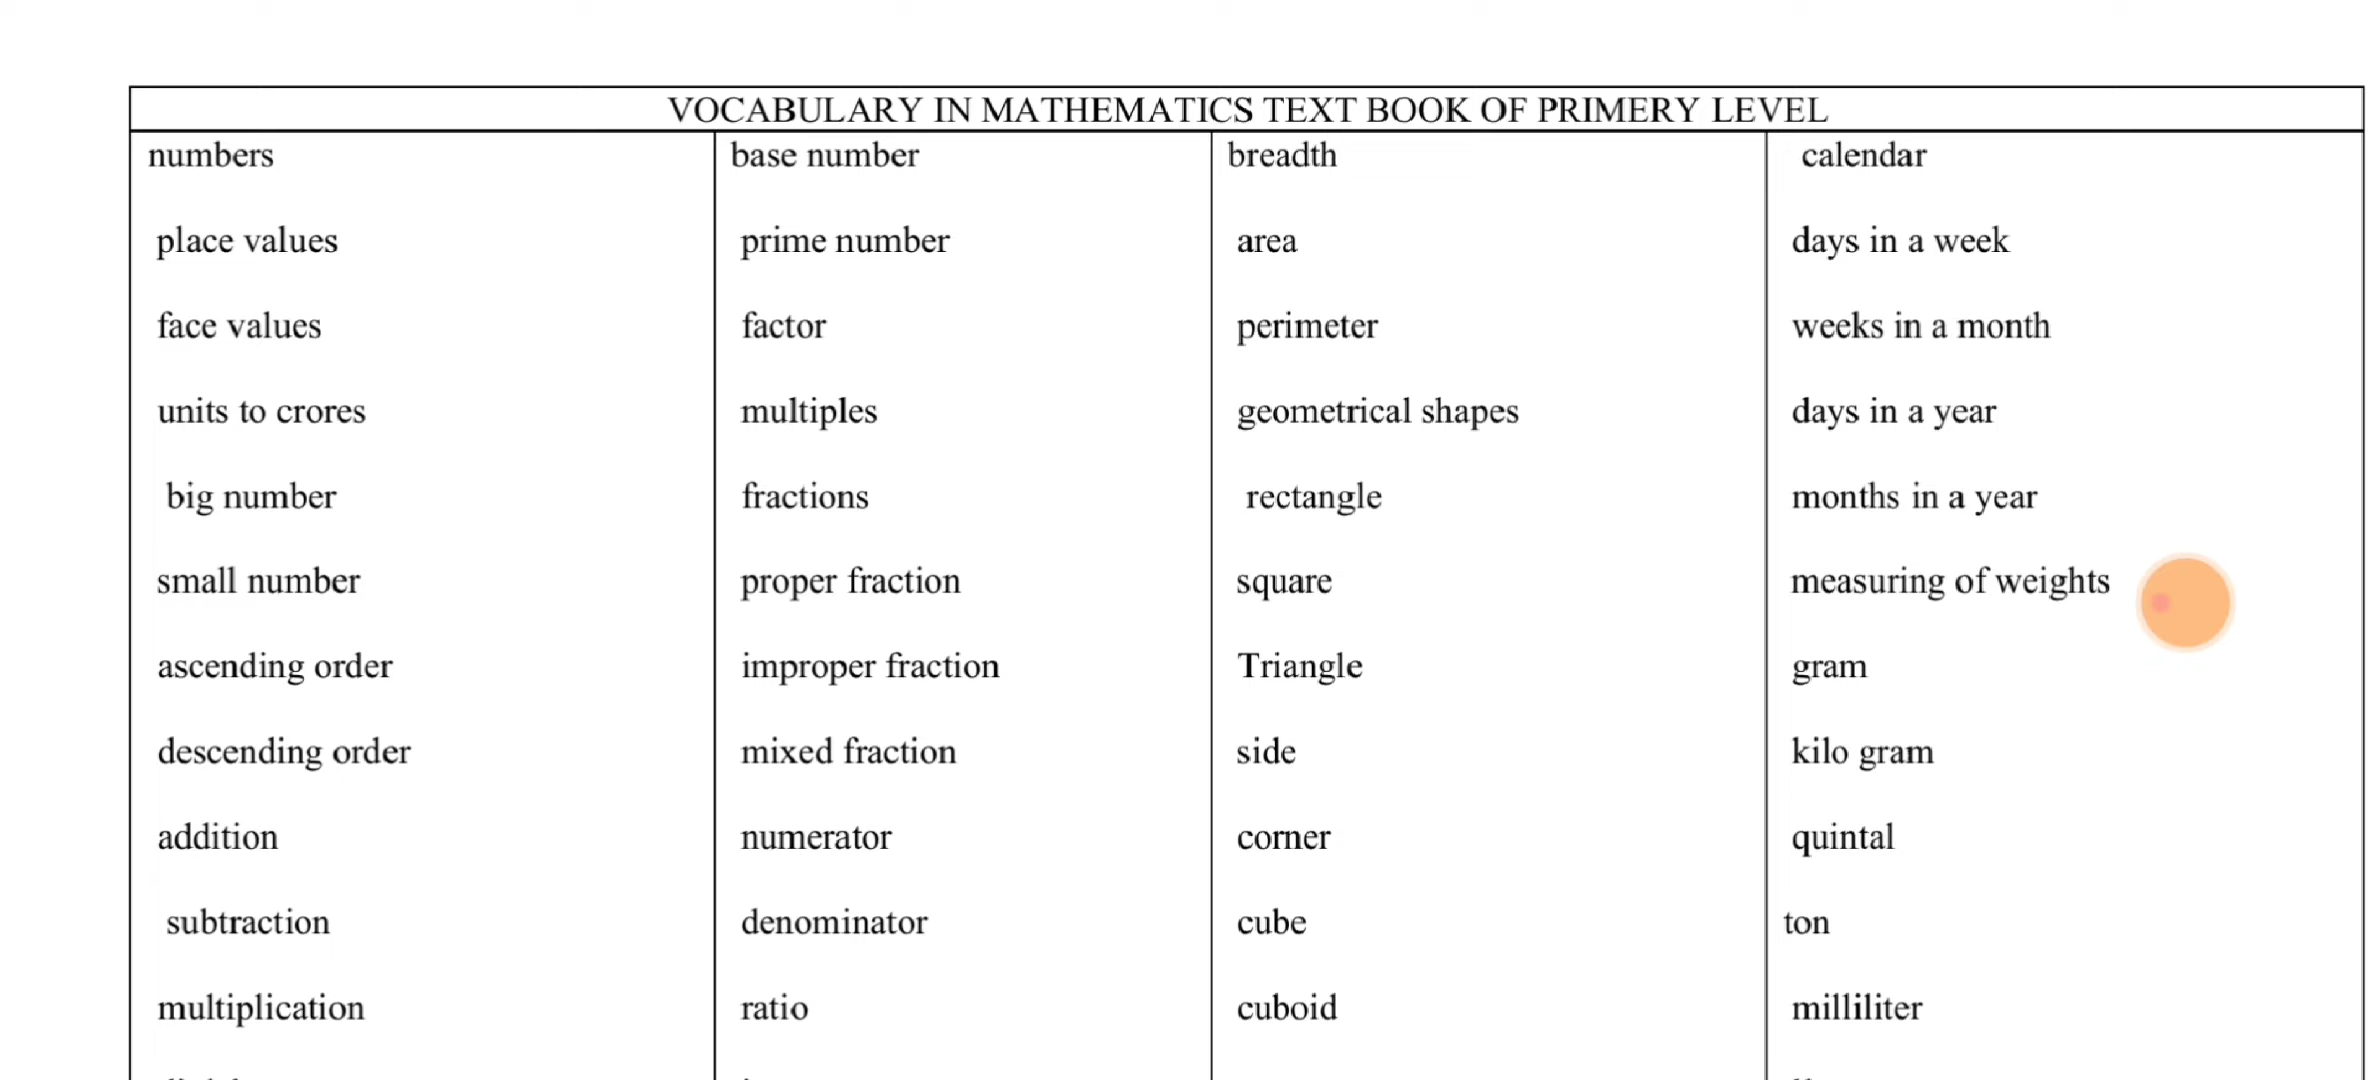 VOCABULARY IN MATHEMATICS TEXT BOOK OF PRIMERY LEVEL
numbers
place values
face values
units to crores
big number
small number
ascending order
descending order
addition
subtraction
multiplication
base number
prime number
factor
multiples
fractions
proper fraction
improper fraction
mixed fraction
numerator
denominator
ratio
breadth
area
perimeter
geometrical shapes
rectangle
square
Triangle
side
corner
cube
cuboid
calendar
days in a week
weeks in a month
days in a year
months in a year
measuring of weights
gram
kilo gram
quintal
ton
milliliter